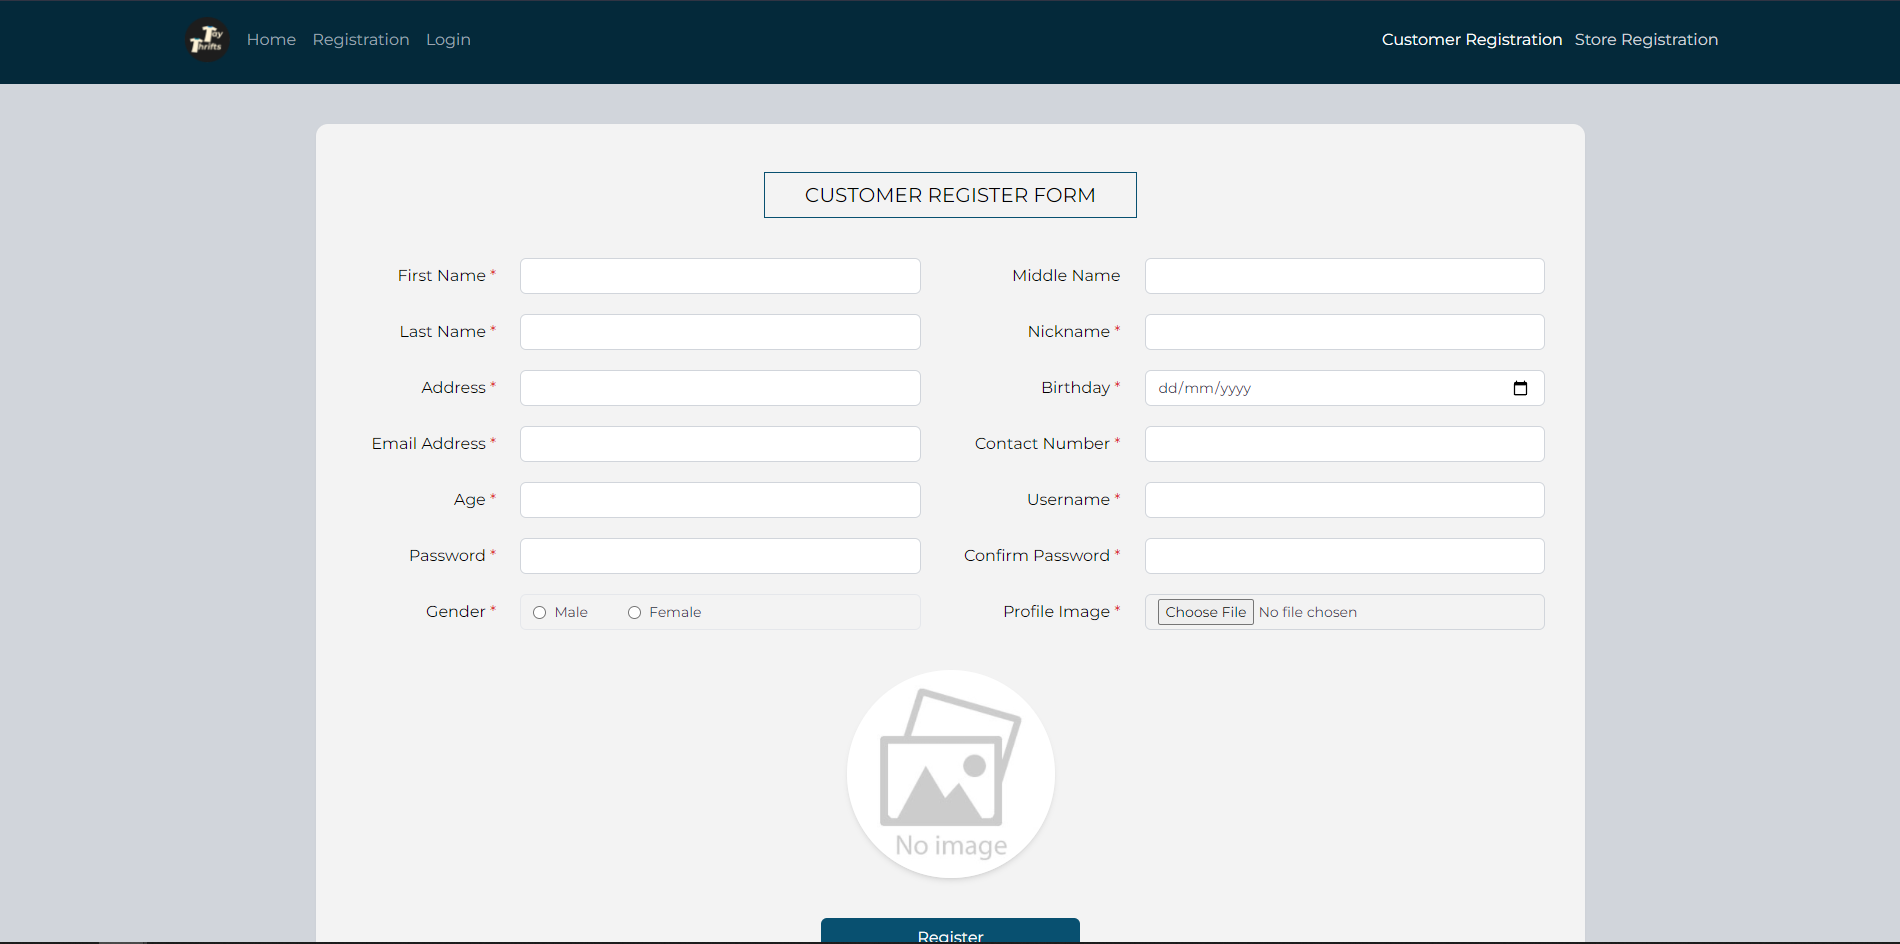 Tay Thrifts Home Registration Login Customer Registration Store Registration
CUSTOMER REGISTER FORM
First Name * Middle Name
Last Name * Nickname *
Address * Birthday * dd/mm/yyyy
Email Address * Contact Number *
Age * Username *
Password * Confirm Password *
Gender * Male Female Profile Image * Choose File No file chosen
No image
Register